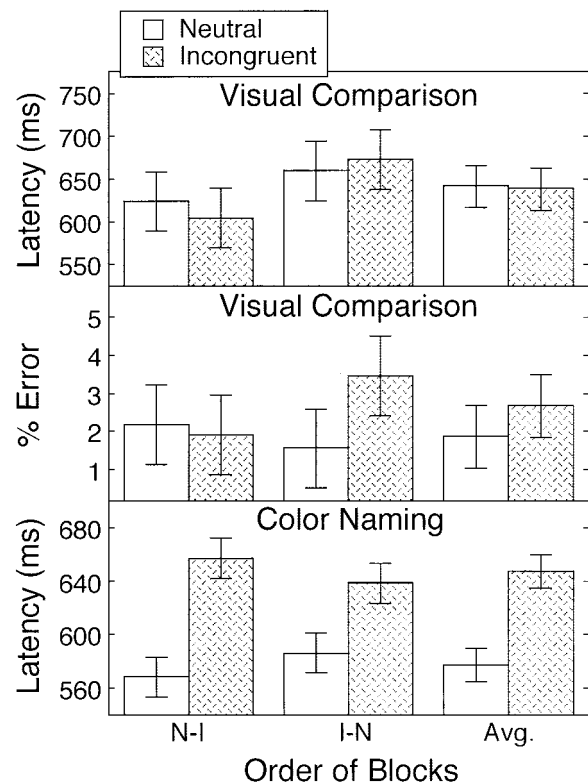 Neutral
Incongruent
Visual Comparison
Latency (ms)
750
700
650
600
550
Visual Comparison
% Error
5
4
3
2
1
Color Naming
Latency (ms)
680
640
600
560
N-I I-N Avg.
Order of Blocks